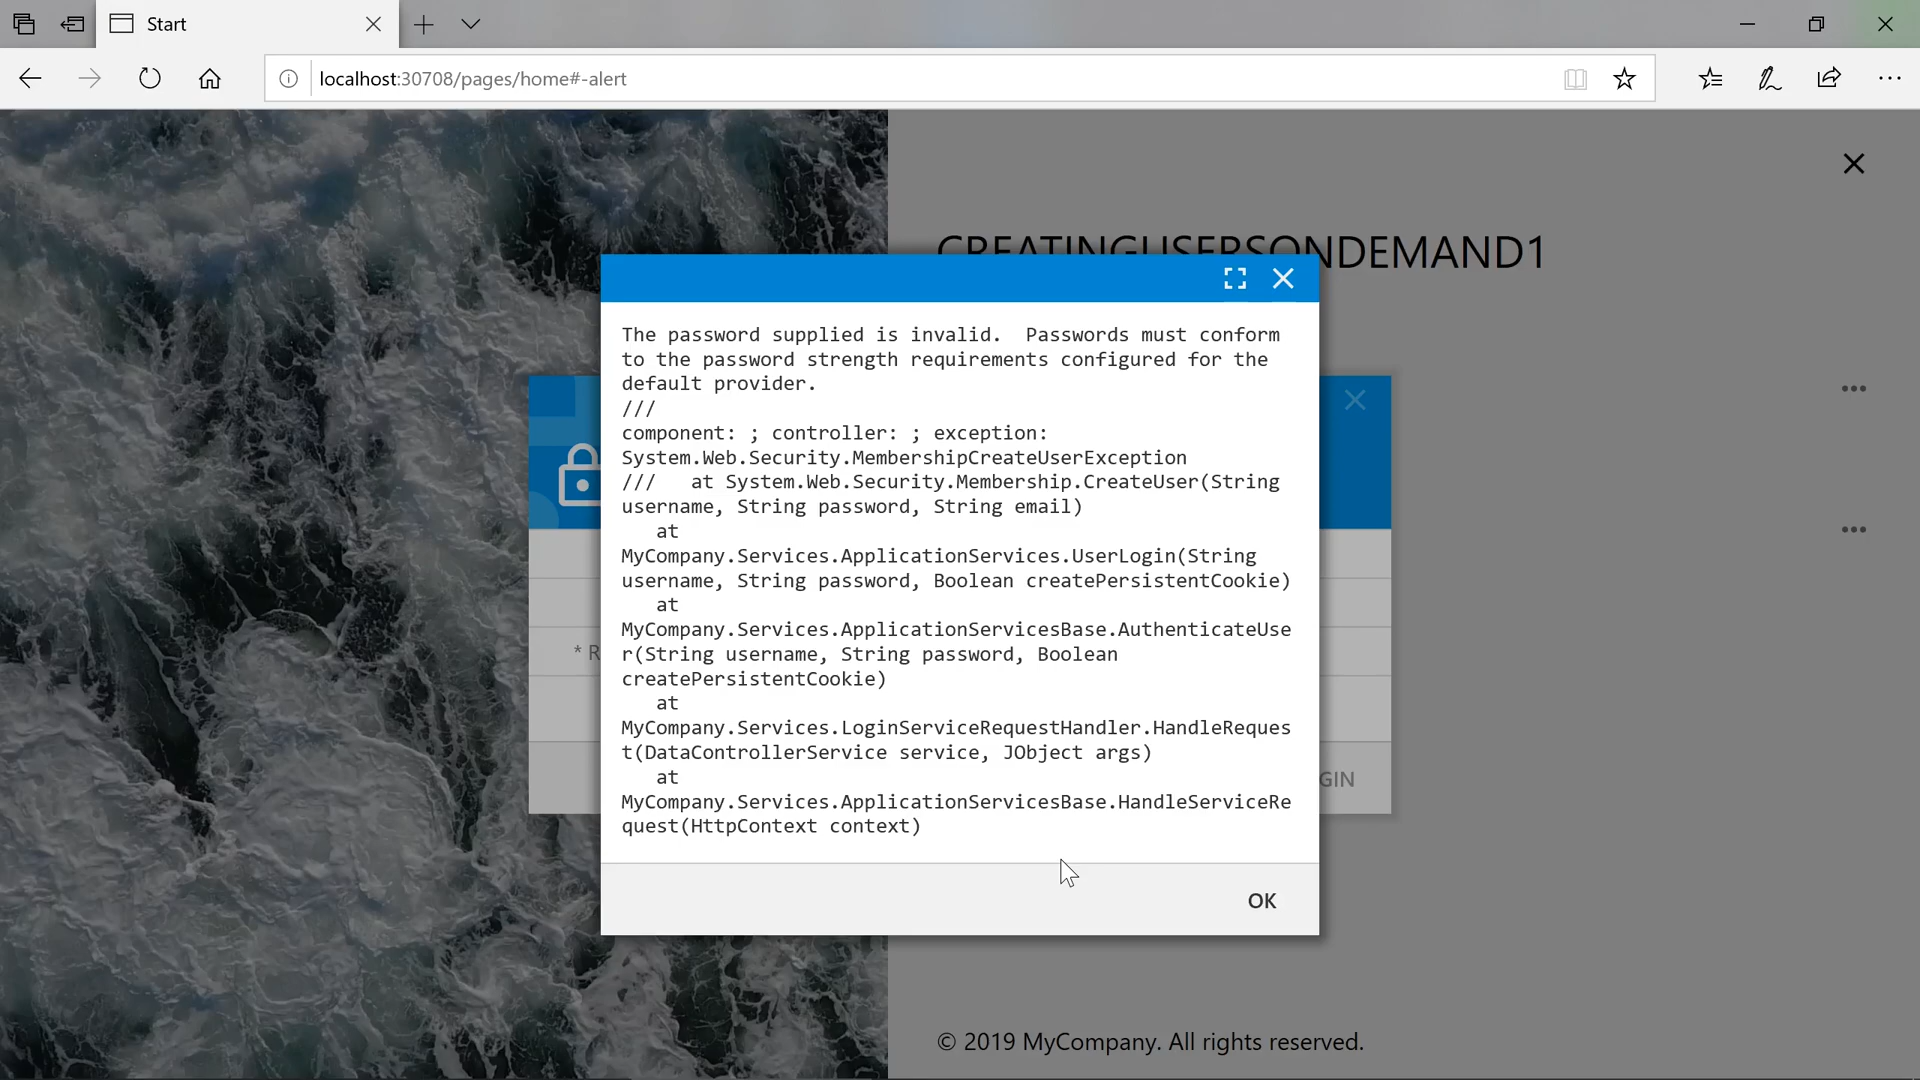 Start
localhost:30708/pages/home#-alert
CREATINGUSERSONDEMAND1
The password supplied is invalid.  Passwords must conform
to the password strength requirements configured for the
default provider.
///
component: ; controller: ; exception:
System.Web.Security.MembershipCreateUserException
///   at System.Web.Security.Membership.CreateUser(String
username, String password, String email)
at
MyCompany.Services.ApplicationServices.UserLogin(String
username, String password, Boolean createPersistentCookie)
at
MyCompany.Services.ApplicationServicesBase.AuthenticateUse
r(String username, String password, Boolean
createPersistentCookie)
at
MyCompany.Services.LoginServiceRequestHandler.HandleReques
t(DataControllerService service, JObject args)
at
MyCompany.Services.ApplicationServicesBase.HandleServiceRe
quest(HttpContext context)
* R
GIN
OK
© 2019 MyCompany. All rights reserved.